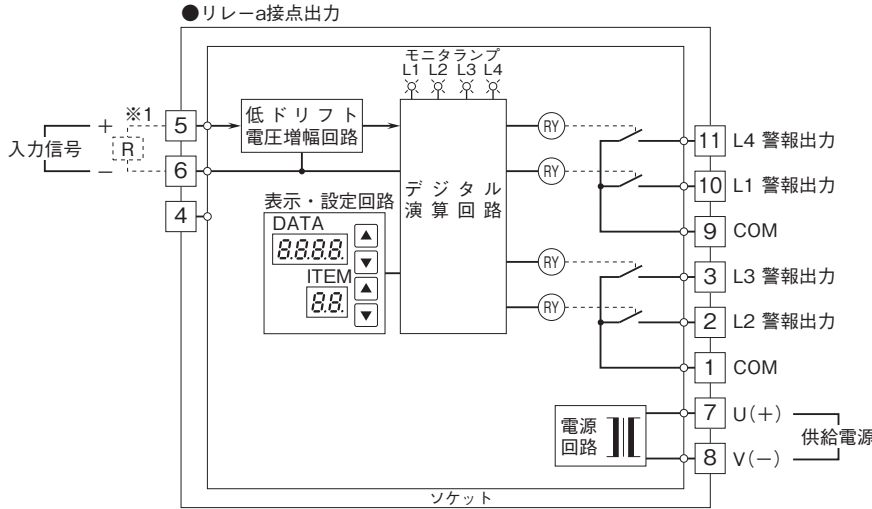 ●リレーa接点出力
モニタランプ
L1 L2 L3 L4
※1
入力信号
+
R
−
5
6
4
低ドリフト
電圧増幅回路
デジタル
演算回路
表示・設定回路
DATA
8.8.8.8.
ITEM
8.8.
▲
▼
▲
▼
RY
RY
RY
RY
11 L4 警報出力
10 L1 警報出力
9 COM
3 L3 警報出力
2 L2 警報出力
1 COM
電源
回路
7 U(+)
8 V(−)
供給電源
ソケット